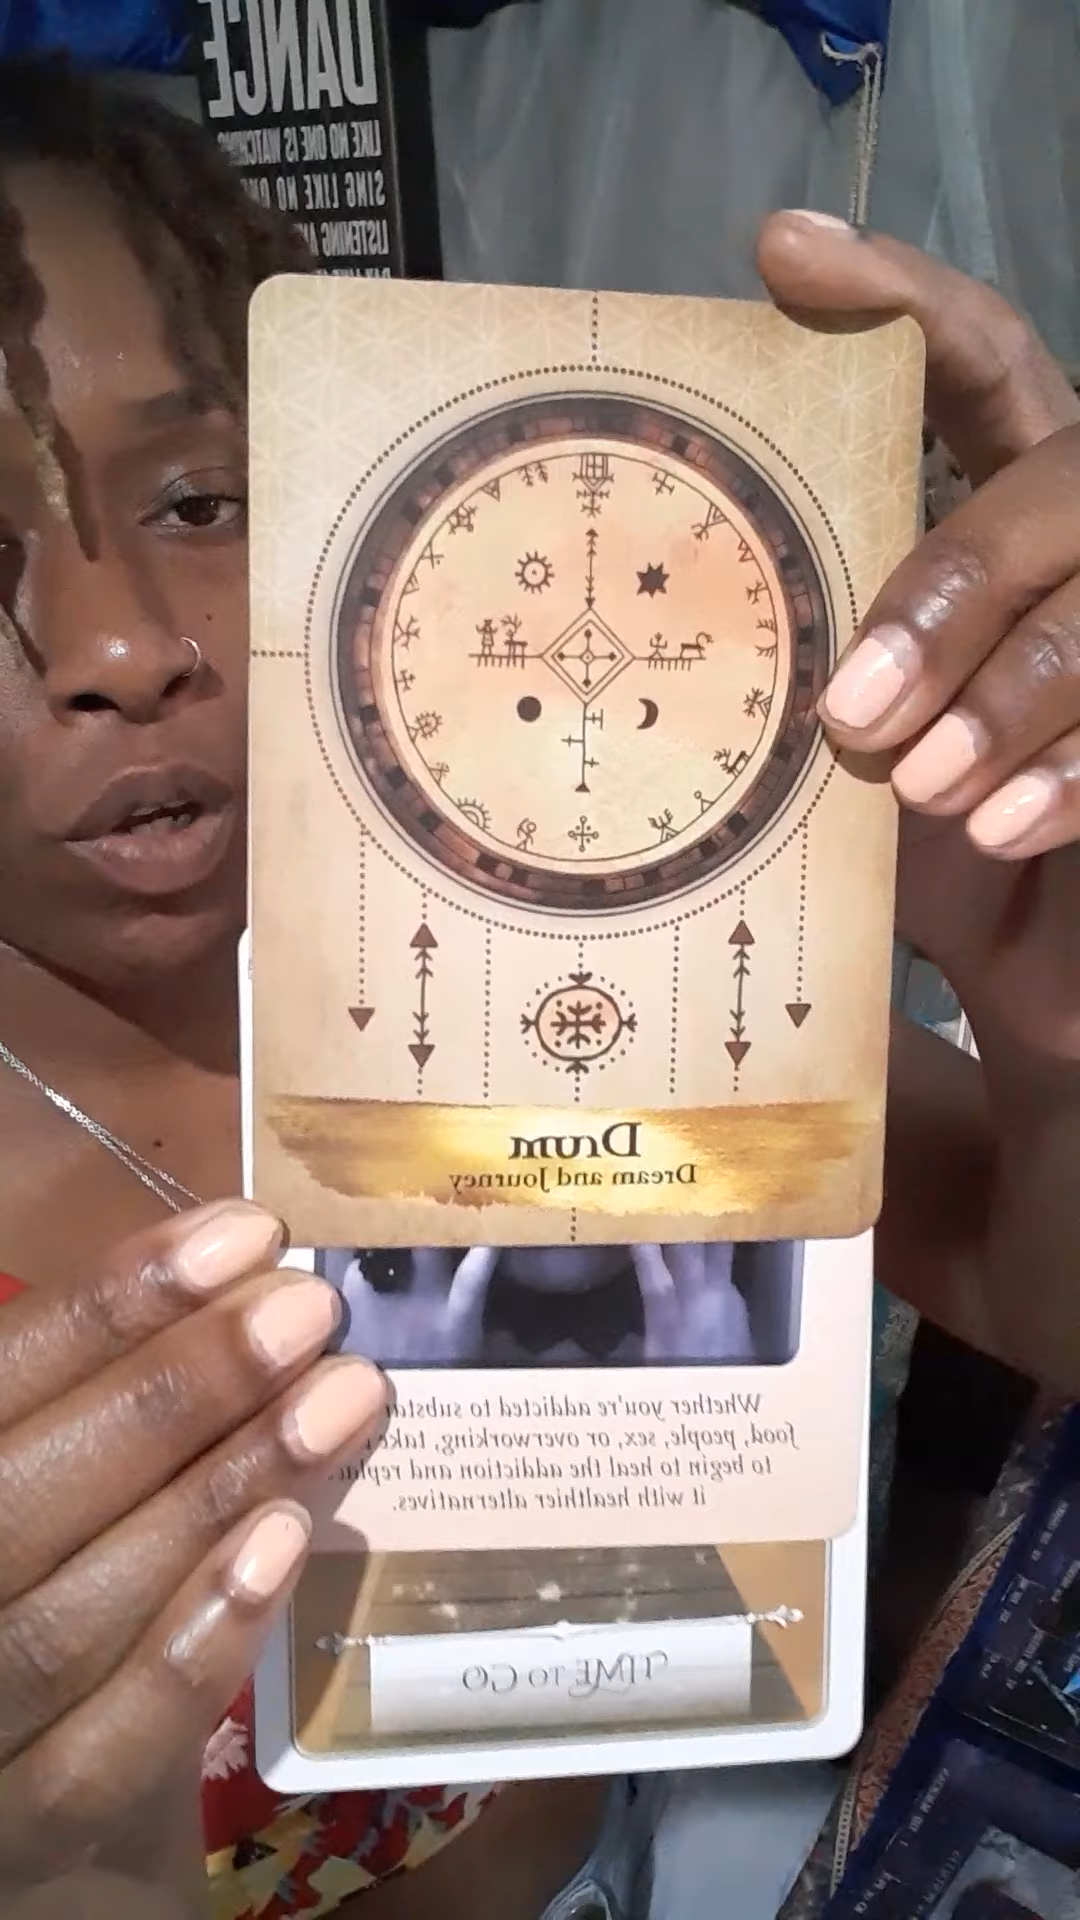 DANCE
LIKE NO ONE IS WATCHING
SING LIKE NO ONE
LISTENING
Drum
Dream and Journey
Whether you're addicted to
food, people, sex, or overworking, take
to begin to heal the addiction and
it with healthier alternatives.
TIME TO GO